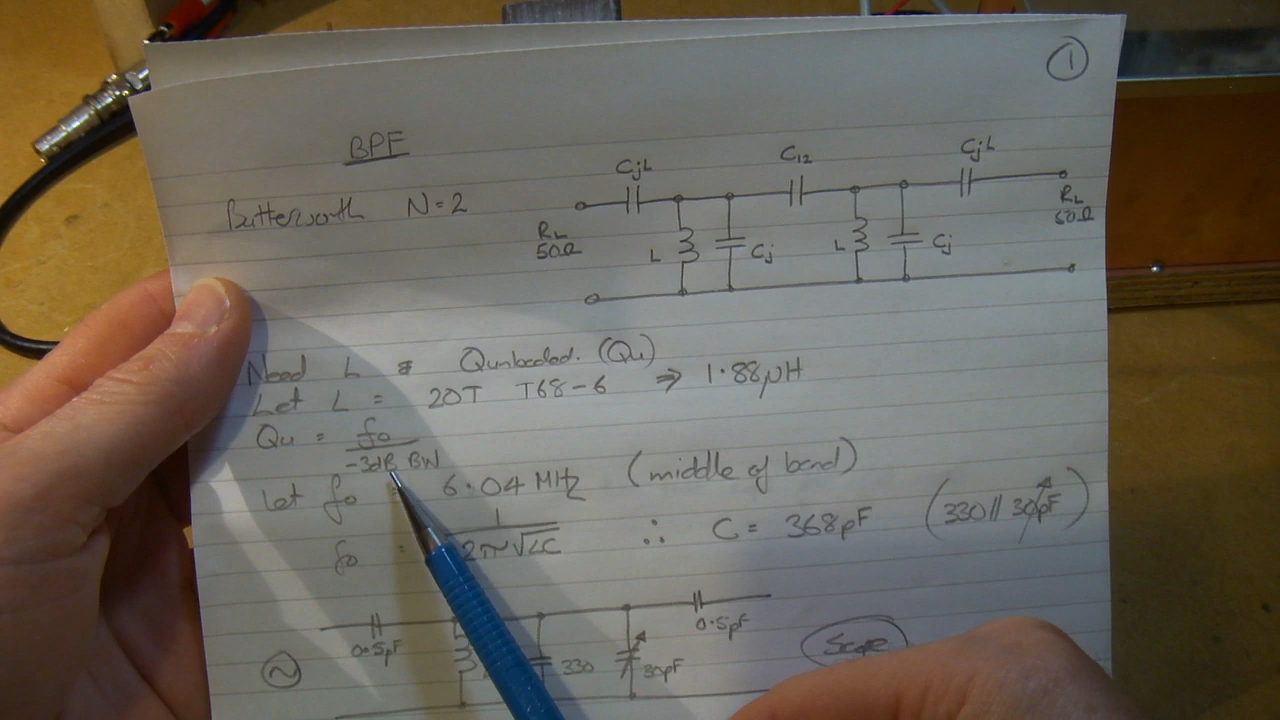 ①
BPF
Butterworth N=2
CjL
C12
CjL
RL
50Ω
L
Cj
L
Cj
RL
50Ω
Need L & Qunloaded. (Qu)
Let L = 20T T68-6 ⇒ 1.88µH
Qu = fo
-3dB BW
Let fo = 6.04 MHz (middle of band)
fo = 1
2π√LC ∴ C = 368pF (330//30pF)
0.5pF
330
30pF
0.5pF
Scope